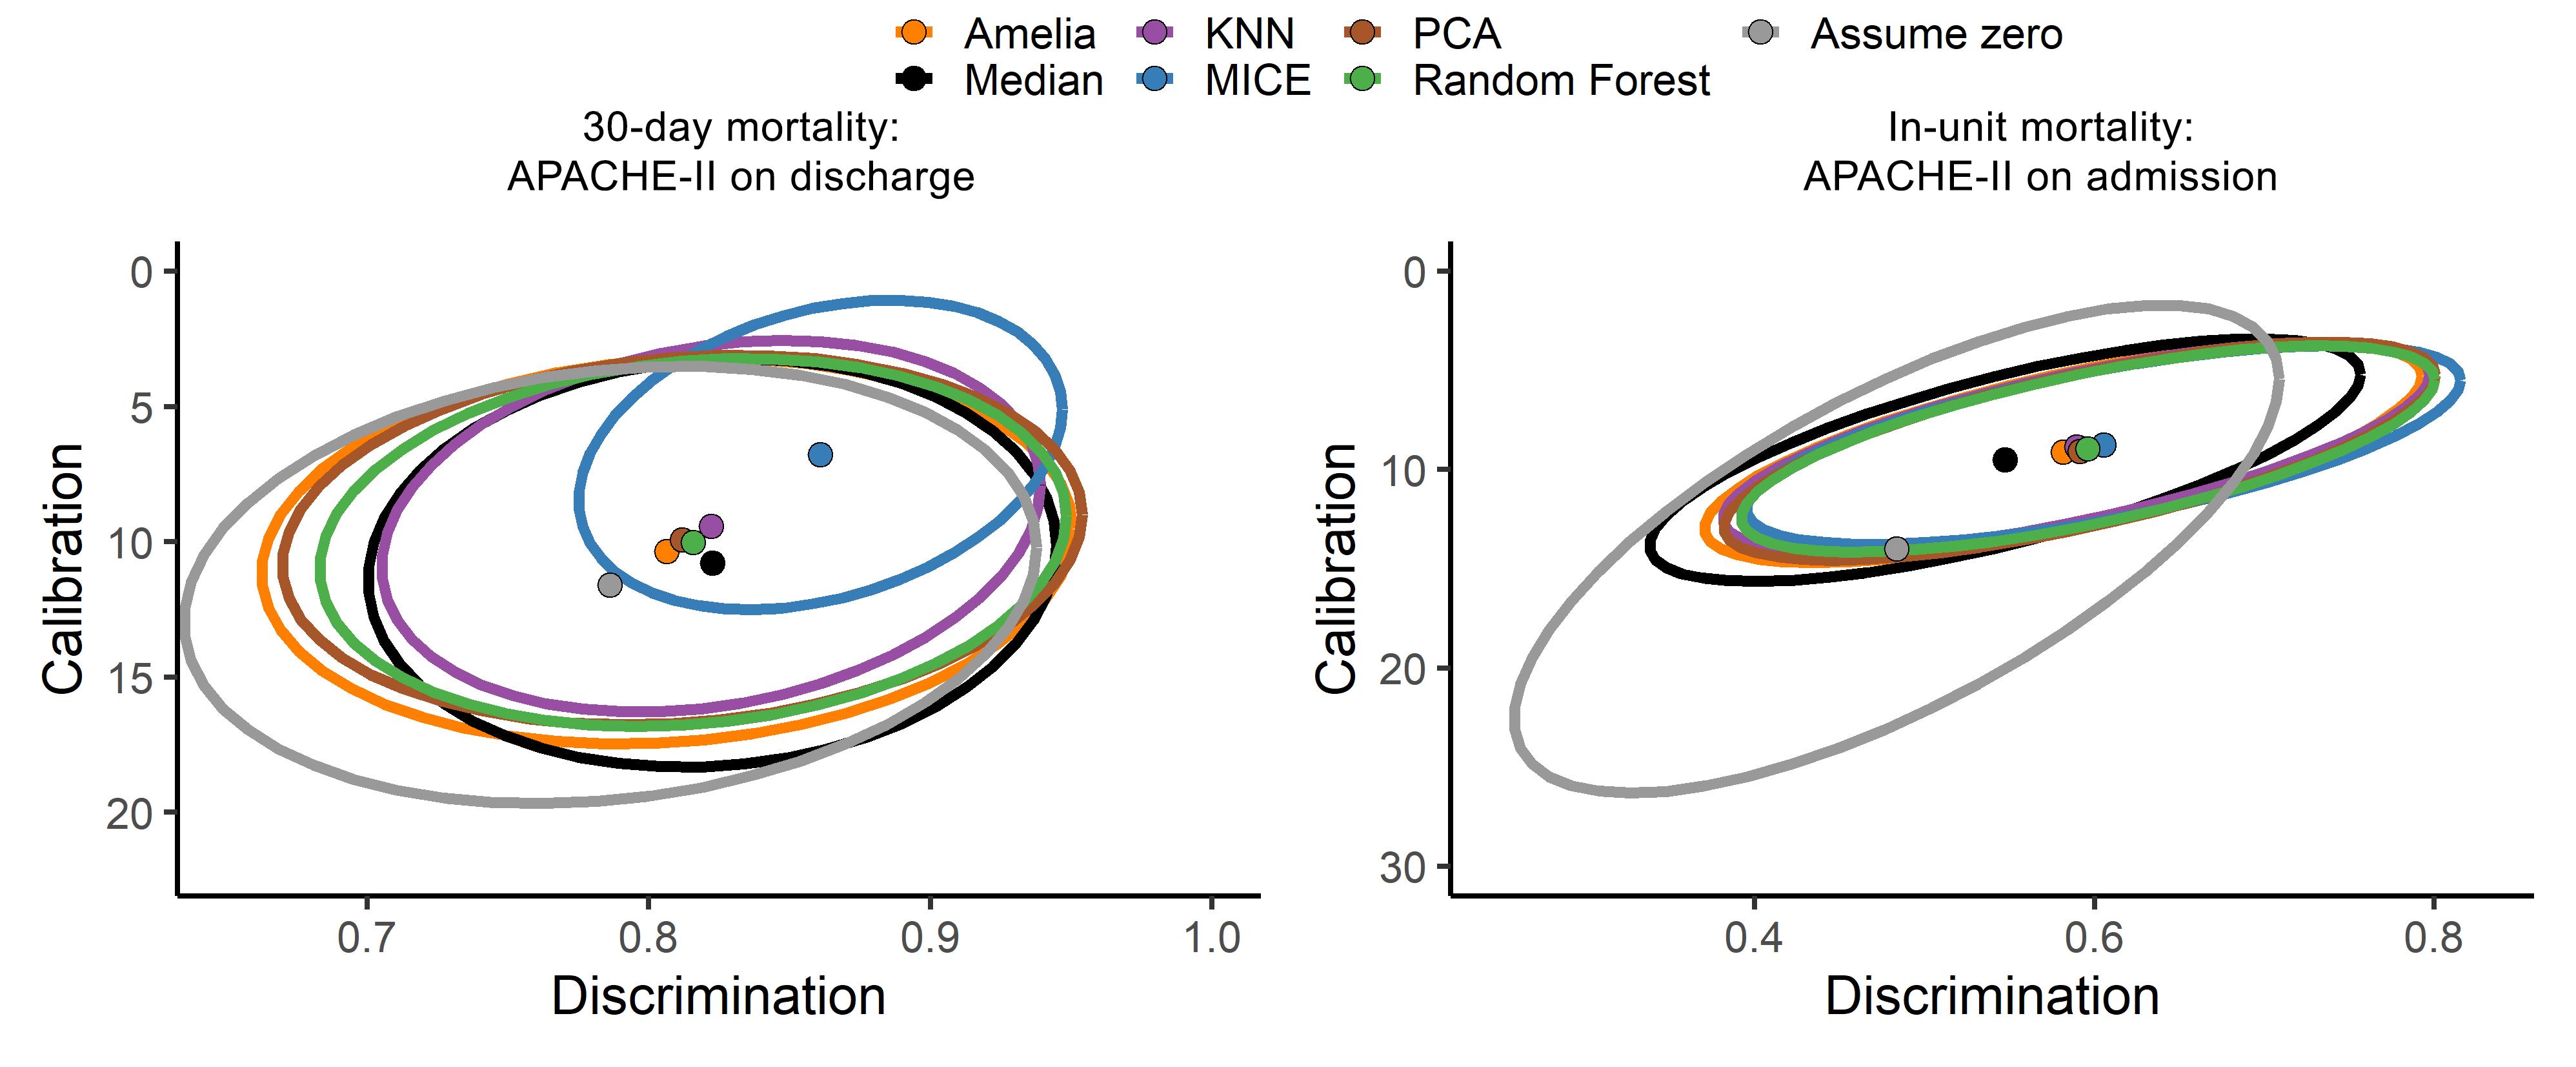 Amelia KNN PCA Assume zero
Median MICE Random Forest
30-day mortality:
APACHE-II on discharge
0
5
10
15
20
Calibration
0.7 0.8 0.9 1.0
Discrimination
In-unit mortality:
APACHE-II on admission
0
10
20
30
Calibration
0.4 0.6 0.8
Discrimination